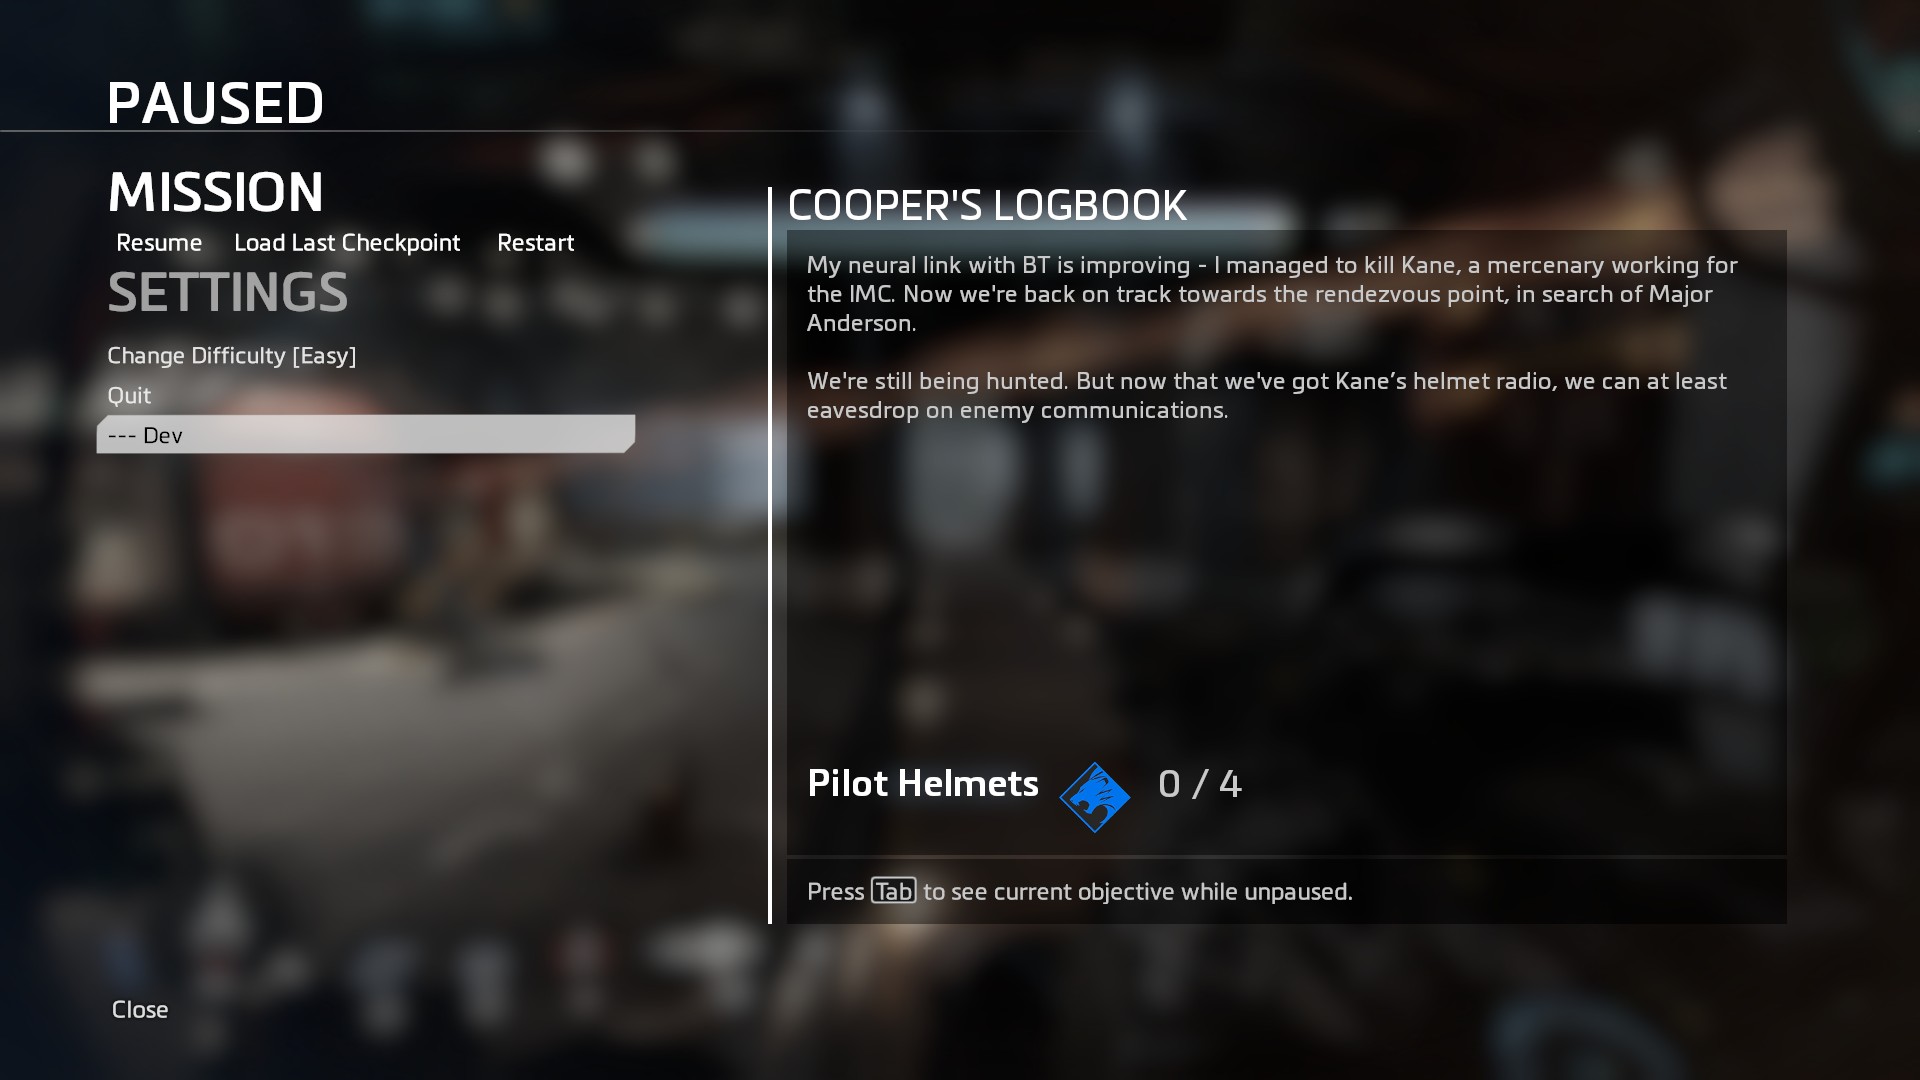 PAUSED
MISSION
Resume Load Last Checkpoint Restart
SETTINGS
Change Difficulty [Easy]
Quit
--- Dev
COOPER'S LOGBOOK
My neural link with BT is improving - I managed to kill Kane, a mercenary working for
the IMC. Now we're back on track towards the rendezvous point, in search of Major
Anderson.
We're still being hunted. But now that we've got Kane’s helmet radio, we can at least
eavesdrop on enemy communications.
Pilot Helmets 0 / 4
Press Tab to see current objective while unpaused.
Close